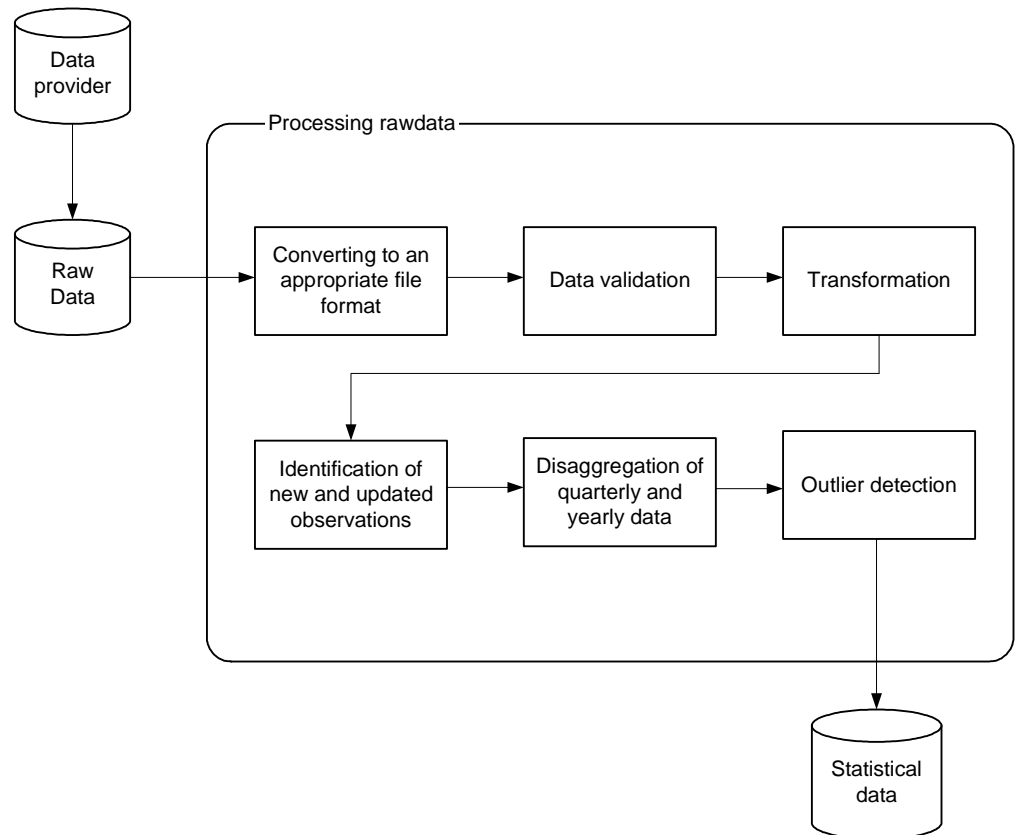 Data
provider
Processing rawdata
Raw
Data
Converting to an
appropriate file
format
Data validation
Transformation
Identification of
new and updated
observations
Disaggregation of
quarterly and
yearly data
Outlier detection
Statistical
data